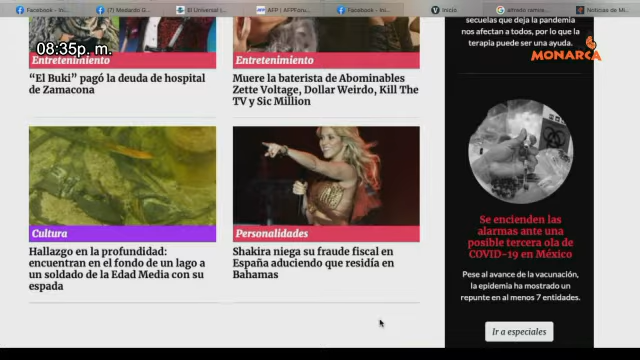 Facebook - Vi...
(7) Medardo G...
El Universal |
AFP | AFPForu...
Facebook - Ini...
Inicio
alfredo ramos...
Noticias de Mi...
08:35p. m.
MONARCA
Entretenimiento
“El Buki” pagó la deuda de hospital
de Zamacona
Entretenimiento
Muere la baterista de Abominables
Zette Voltage, Dollar Weirdo, Kill The
TV y Sic Million
Cultura
Hallazgo en la profundidad:
encuentran en el fondo de un lago a
un soldado de la Edad Media con su
espada
Personalidades
Shakira niega su fraude fiscal en
España aduciendo que residía en
Bahamas
secuelas que deja la pandemia
nos afectan a todos, por lo que la
terapia puede ser una ayuda.
Se encienden las
alarmas ante una
posible tercera ola de
COVID-19 en México
Pese al avance de la vacunación,
la epidemia ha mostrado un
repunte en al menos 7 entidades.
Ir a especiales